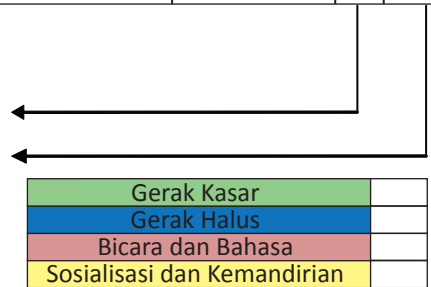 Gerak Kasar
Gerak Halus
Bicara dan Bahasa
Sosialisasi dan Kemandirian